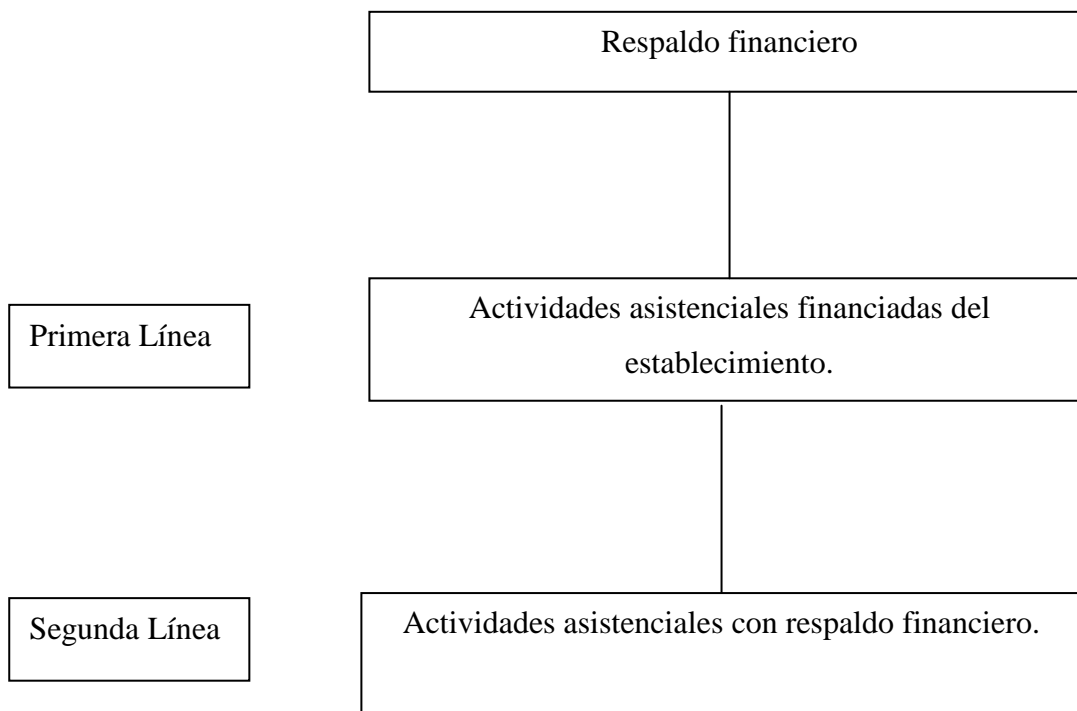 Respaldo financiero
Primera Línea
Actividades asistenciales financiadas del
establecimiento.
Segunda Línea
Actividades asistenciales con respaldo financiero.